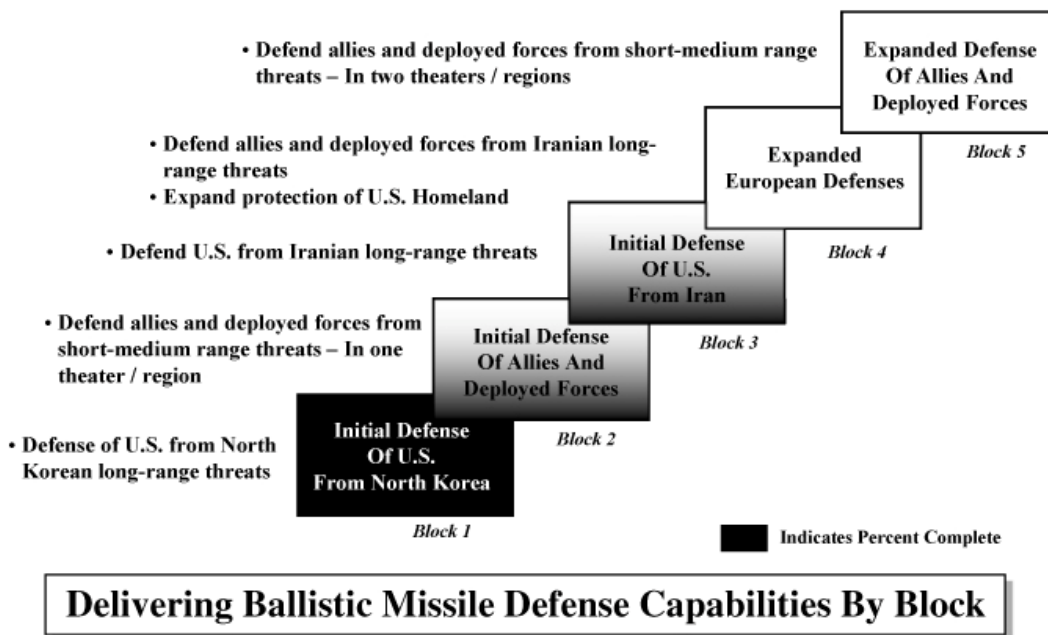 • Defend allies and deployed forces from short-medium range
threats – In two theaters / regions
Expanded Defense
Of Allies And
Deployed Forces
Block 5
• Defend allies and deployed forces from Iranian long-
range threats
• Expand protection of U.S. Homeland
Expanded
European Defenses
Block 4
• Defend U.S. from Iranian long-range threats
Initial Defense
Of U.S.
From Iran
Block 3
• Defend allies and deployed forces from
short-medium range threats – In one
theater / region
Initial Defense
Of Allies And
Deployed Forces
Block 2
• Defense of U.S. from North
Korean long-range threats
Initial Defense
Of U.S.
From North Korea
Block 1
Indicates Percent Complete
Delivering Ballistic Missile Defense Capabilities By Block